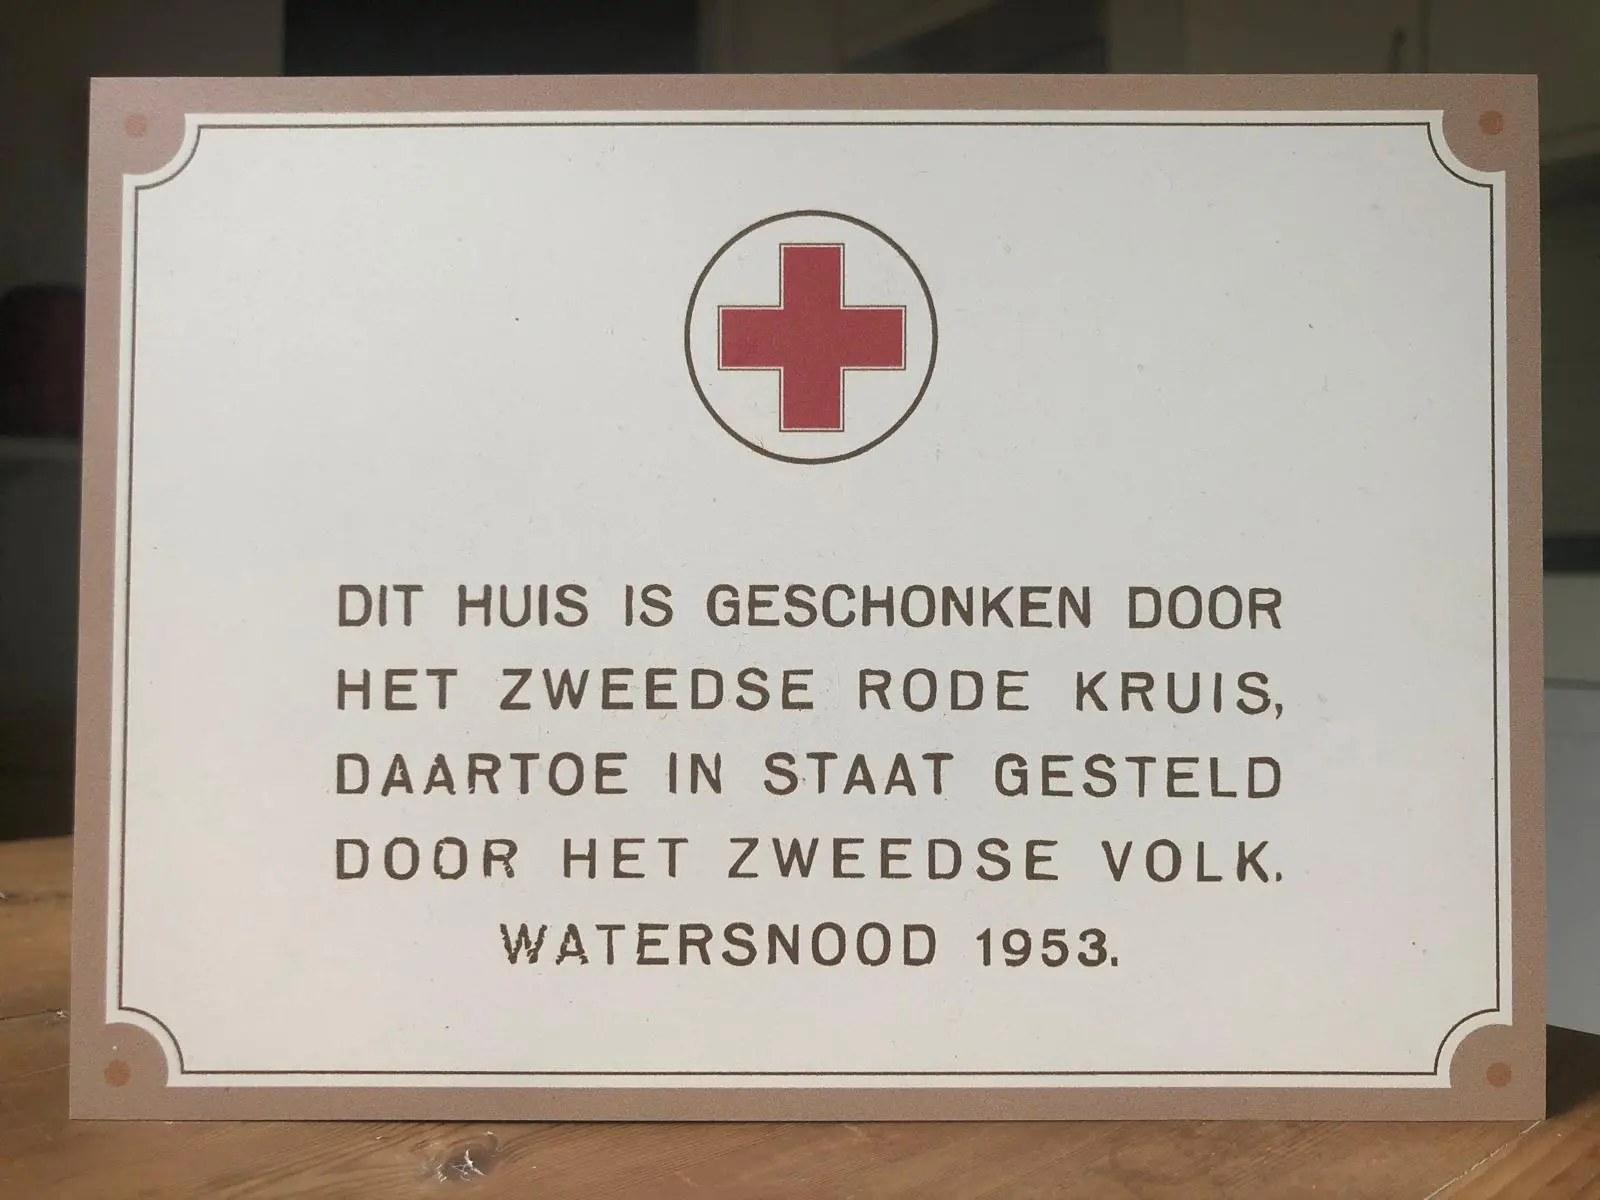 DIT HUIS IS GESCHONKEN DOOR
HET ZWEEDSE RODE KRUIS,
DAARTOE IN STAAT GESTELD
DOOR HET ZWEEDSE VOLK.
WATERSNOOD 1953.